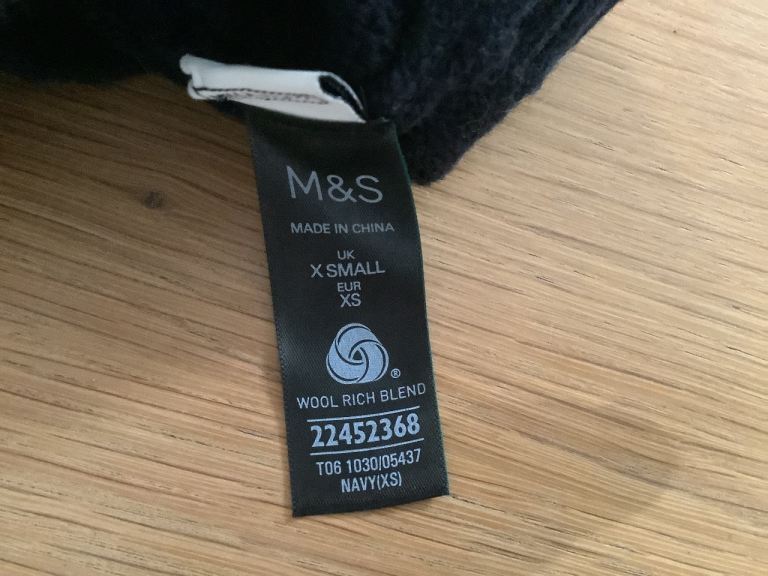 M&S
MADE IN CHINA
UK
X SMALL
EUR
XS
®
WOOL RICH BLEND
22452368
T06 1030/05437
NAVY(XS)